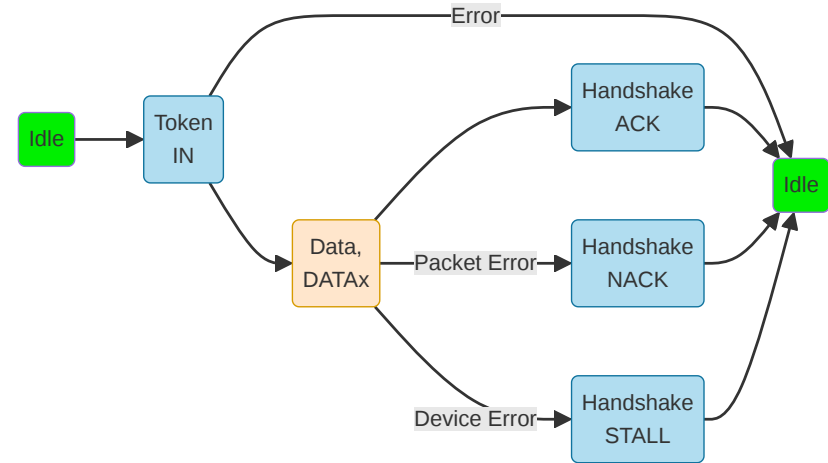 Error
Idle
Token
IN
Handshake
ACK
Idle
Data,
DATAx
Packet Error
Handshake
NACK
Device Error
Handshake
STALL